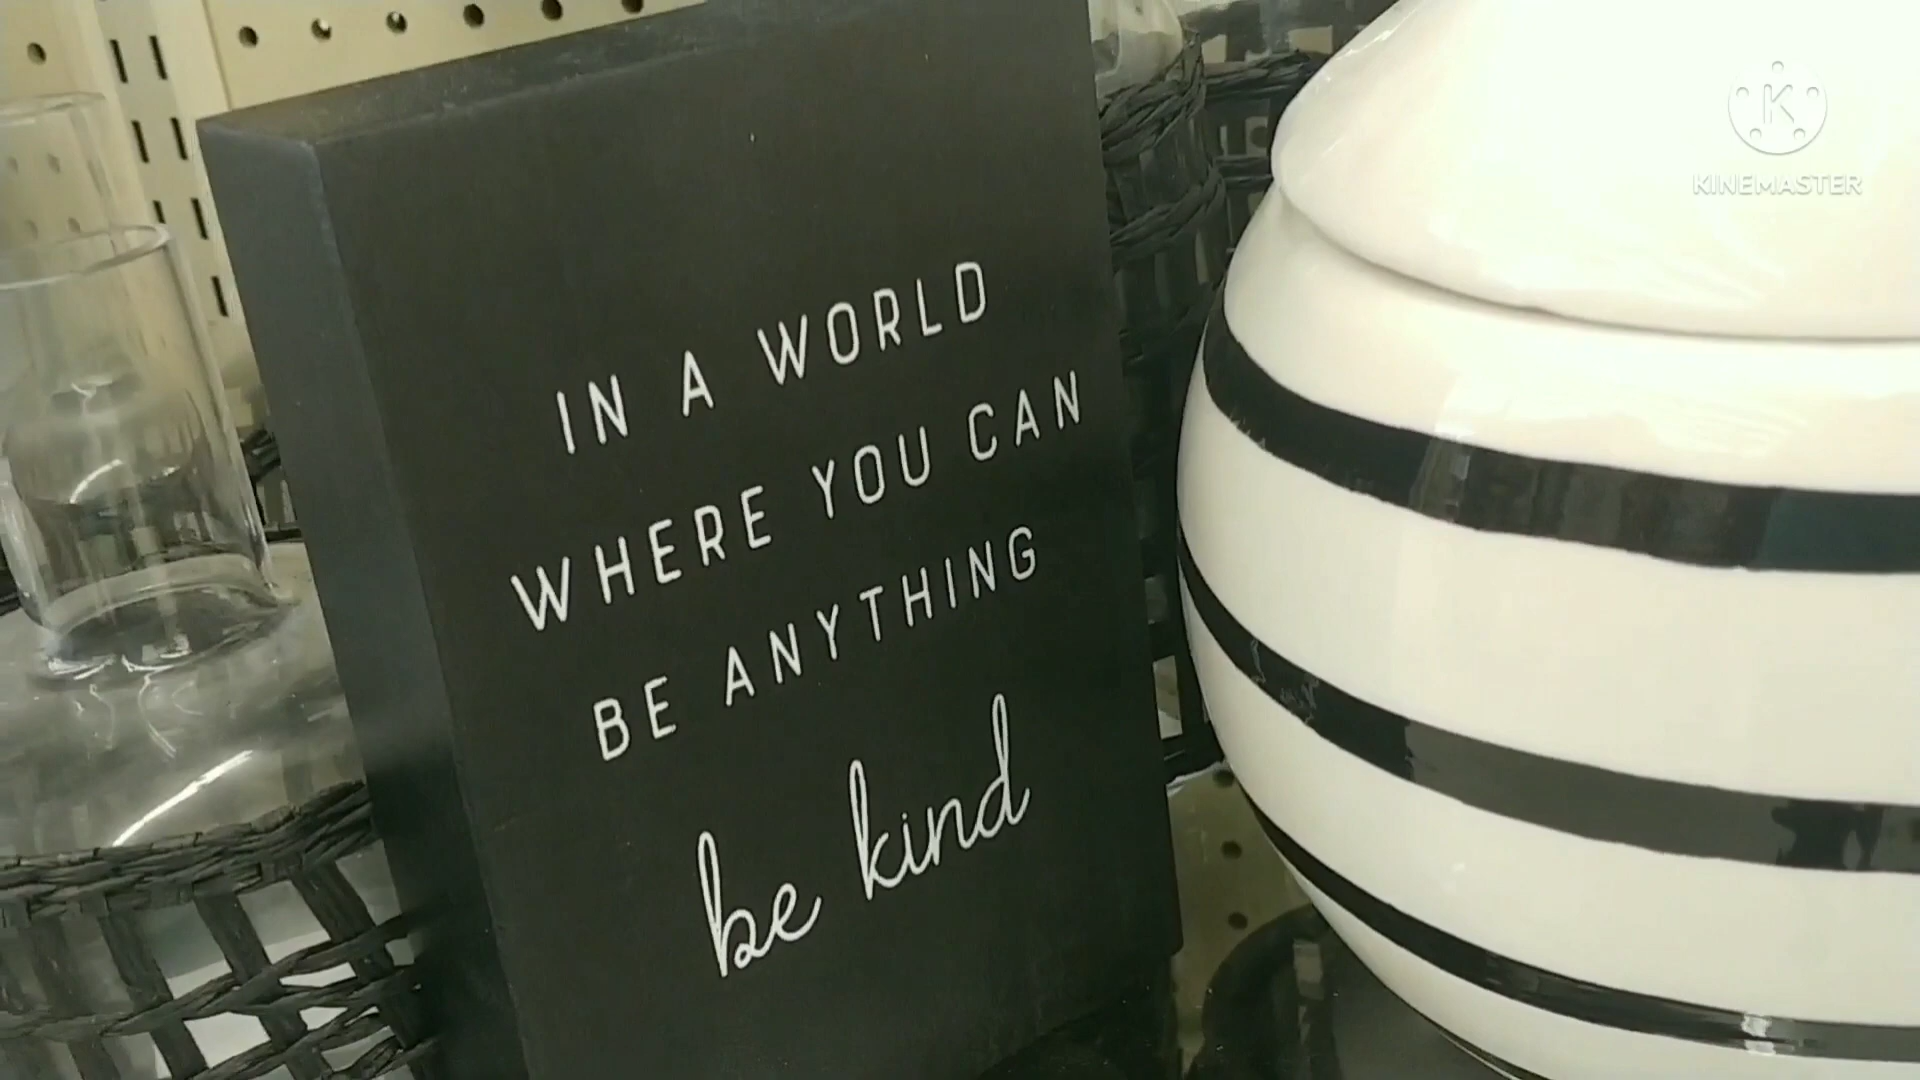 IN A WORLD
WHERE YOU CAN
BE ANYTHING
be kind
K
KINEMASTER